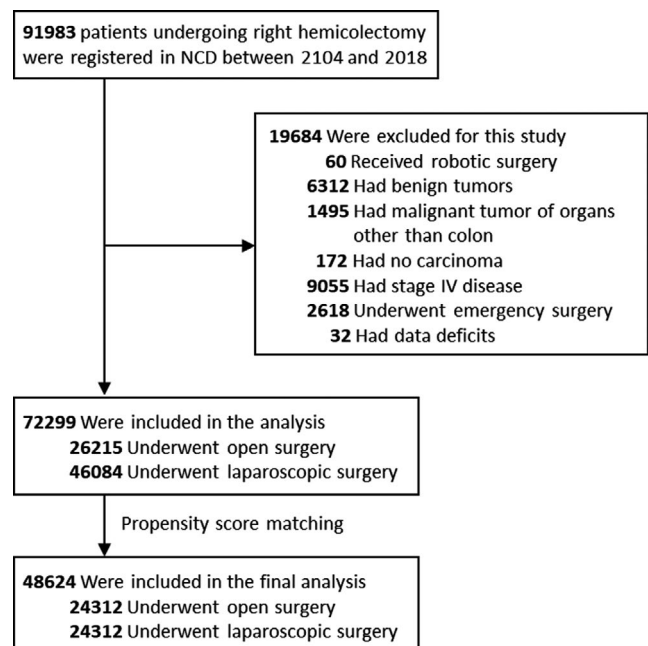 91983 patients undergoing right hemicolectomy
were registered in NCD between 2104 and 2018
19684 Were excluded for this study
60 Received robotic surgery
6312 Had benign tumors
1495 Had malignant tumor of organs
other than colon
172 Had no carcinoma
9055 Had stage IV disease
2618 Underwent emergency surgery
32 Had data deficits
72299 Were included in the analysis
26215 Underwent open surgery
46084 Underwent laparoscopic surgery
Propensity score matching
48624 Were included in the final analysis
24312 Underwent open surgery
24312 Underwent laparoscopic surgery